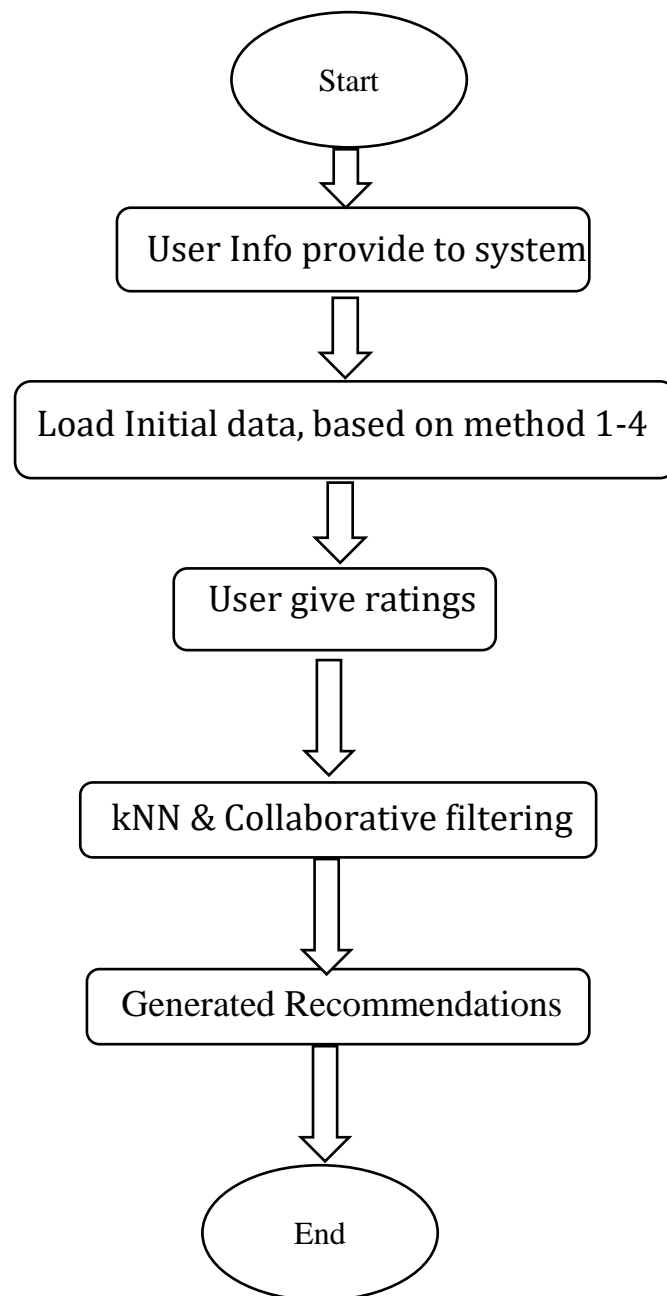 Start
User Info provide to system
Load Initial data, based on method 1-4
User give ratings
kNN & Collaborative filtering
Generated Recommendations
End